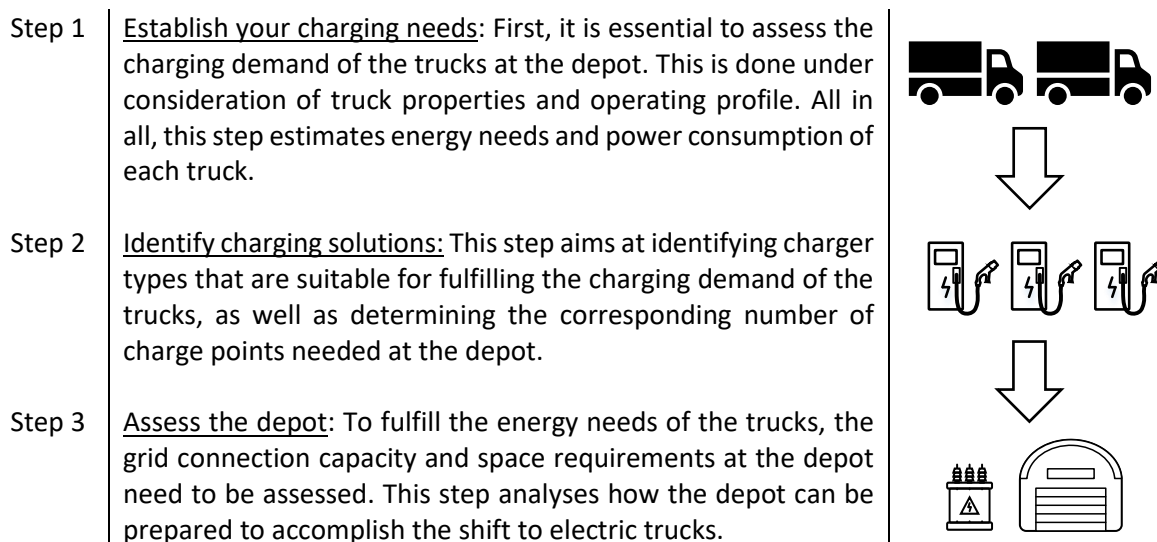 Step 1 Establish your charging needs: First, it is essential to assess the
charging demand of the trucks at the depot. This is done under
consideration of truck properties and operating profile. All in
all, this step estimates energy needs and power consumption of
each truck.
Step 2 Identify charging solutions: This step aims at identifying charger
types that are suitable for fulfilling the charging demand of the
trucks, as well as determining the corresponding number of
charge points needed at the depot.
Step 3 Assess the depot: To fulfill the energy needs of the trucks, the
grid connection capacity and space requirements at the depot
need to be assessed. This step analyses how the depot can be
prepared to accomplish the shift to electric trucks.